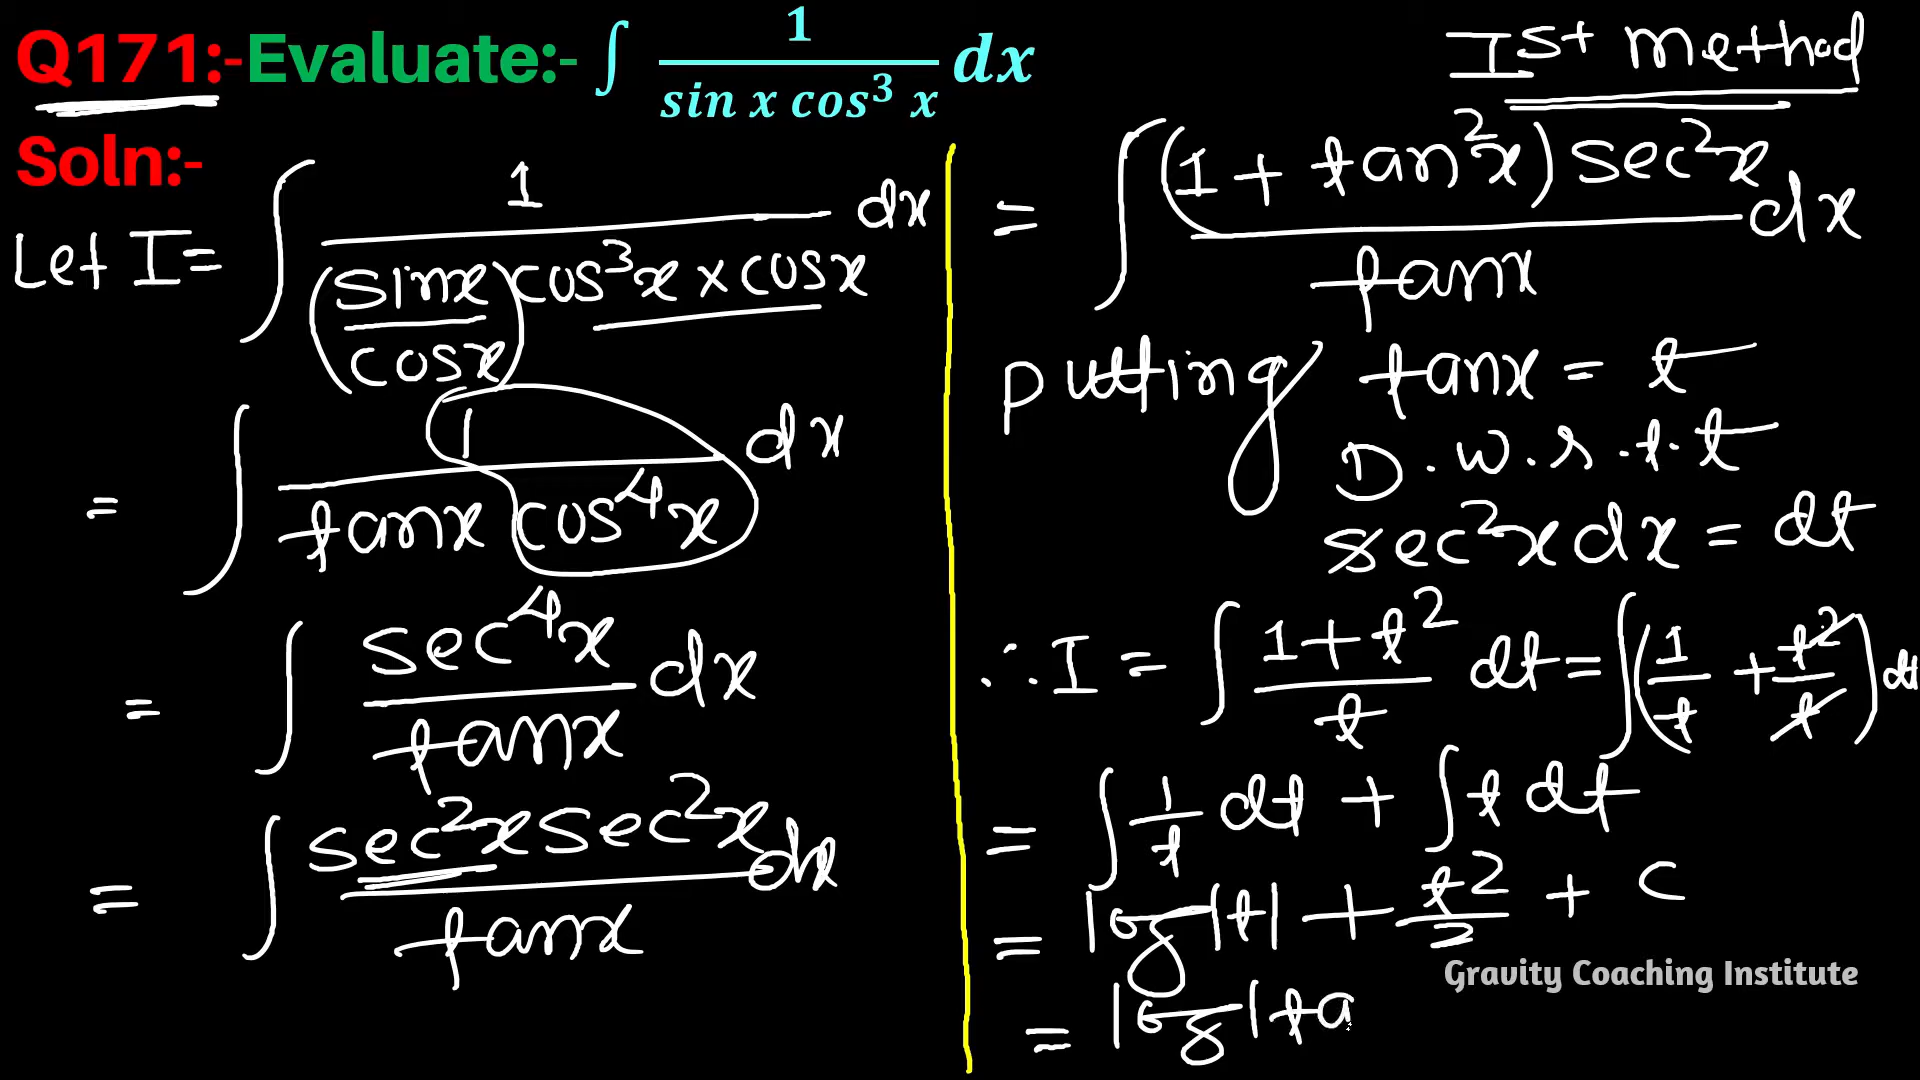 Q171:-Evaluate:- ∫ 1/(sin x cos³ x) dx
Soln:-
Let I = ∫ 1/((sinx/cosx) cos³x × cosx) dx
= ∫ 1/(tanx cos⁴x) dx
= ∫ sec⁴x/tanx dx
= ∫ sec²x sec²x/tanx dx
Ist method
= ∫ (1 + tan²x) sec²x/tanx dx
putting tanx = t
D.w.r.t.t
sec²x dx = dt
∴ I = ∫ (1+t²)/t dt = ∫ (1/t + t²/t) dt
= ∫ 1/t dt + ∫ t dt
= log|t| + t²/2 + c
Gravity Coaching Institute
= log|ta